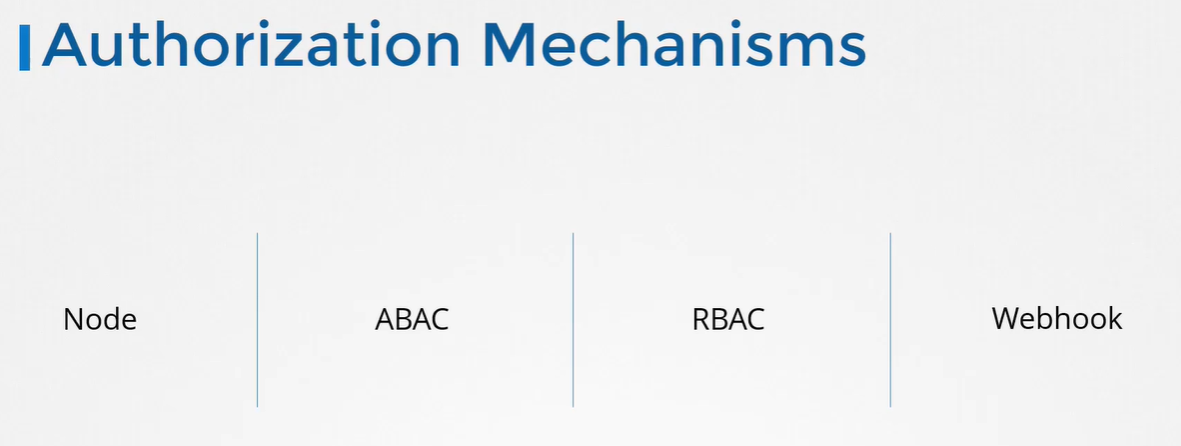 Authorization Mechanisms
Node
ABAC
RBAC
Webhook